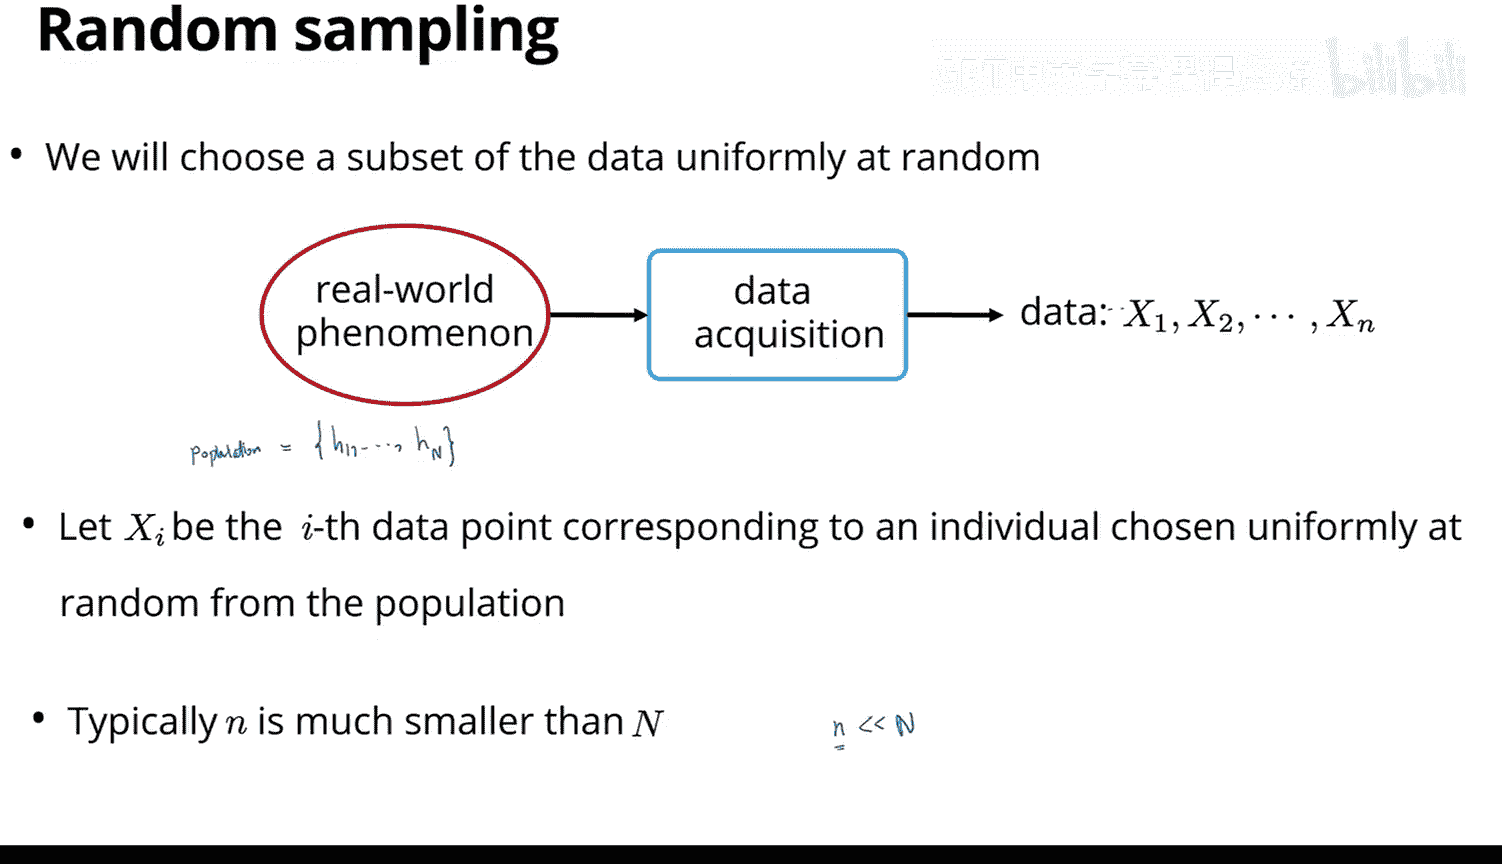 Random sampling
• We will choose a subset of the data uniformly at random
real-world
phenomenon
data
acquisition
data: X₁, X₂, ⋯ , Xₙ
population = {h₁, ..., h_N}
• Let Xᵢ be the i-th data point corresponding to an individual chosen uniformly at
random from the population
• Typically n is much smaller than N
n << N